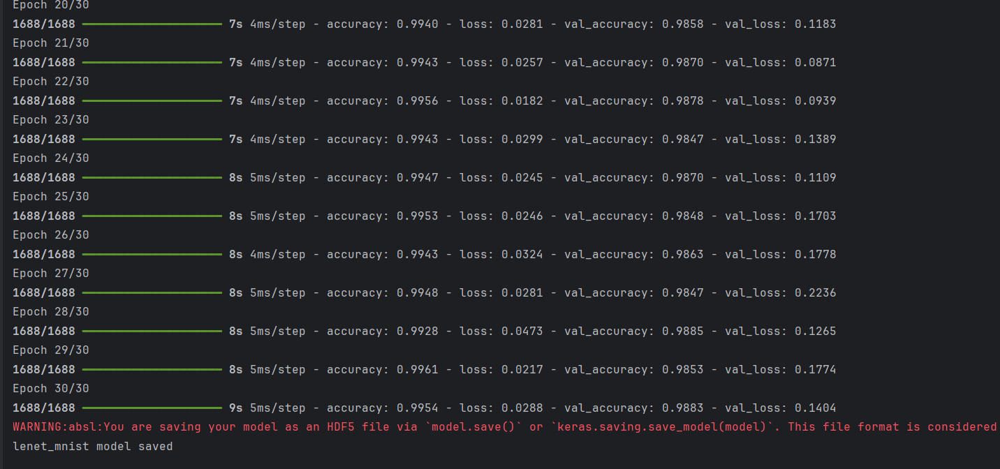 Epoch 20/30
1688/1688 7s 4ms/step - accuracy: 0.9940 - loss: 0.0281 - val_accuracy: 0.9858 - val_loss: 0.1183
Epoch 21/30
1688/1688 7s 4ms/step - accuracy: 0.9943 - loss: 0.0257 - val_accuracy: 0.9870 - val_loss: 0.0871
Epoch 22/30
1688/1688 7s 4ms/step - accuracy: 0.9956 - loss: 0.0182 - val_accuracy: 0.9878 - val_loss: 0.0939
Epoch 23/30
1688/1688 7s 4ms/step - accuracy: 0.9943 - loss: 0.0299 - val_accuracy: 0.9847 - val_loss: 0.1389
Epoch 24/30
1688/1688 8s 5ms/step - accuracy: 0.9947 - loss: 0.0245 - val_accuracy: 0.9870 - val_loss: 0.1109
Epoch 25/30
1688/1688 8s 5ms/step - accuracy: 0.9953 - loss: 0.0246 - val_accuracy: 0.9848 - val_loss: 0.1703
Epoch 26/30
1688/1688 8s 4ms/step - accuracy: 0.9943 - loss: 0.0324 - val_accuracy: 0.9863 - val_loss: 0.1778
Epoch 27/30
1688/1688 8s 5ms/step - accuracy: 0.9948 - loss: 0.0281 - val_accuracy: 0.9847 - val_loss: 0.2236
Epoch 28/30
1688/1688 8s 5ms/step - accuracy: 0.9928 - loss: 0.0473 - val_accuracy: 0.9885 - val_loss: 0.1265
Epoch 29/30
1688/1688 8s 5ms/step - accuracy: 0.9961 - loss: 0.0217 - val_accuracy: 0.9853 - val_loss: 0.1774
Epoch 30/30
1688/1688 9s 5ms/step - accuracy: 0.9954 - loss: 0.0288 - val_accuracy: 0.9883 - val_loss: 0.1404
WARNING:absl:You are saving your model as an HDF5 file via `model.save()` or `keras.saving.save_model(model)`. This file format is considered
lenet_mnist model saved